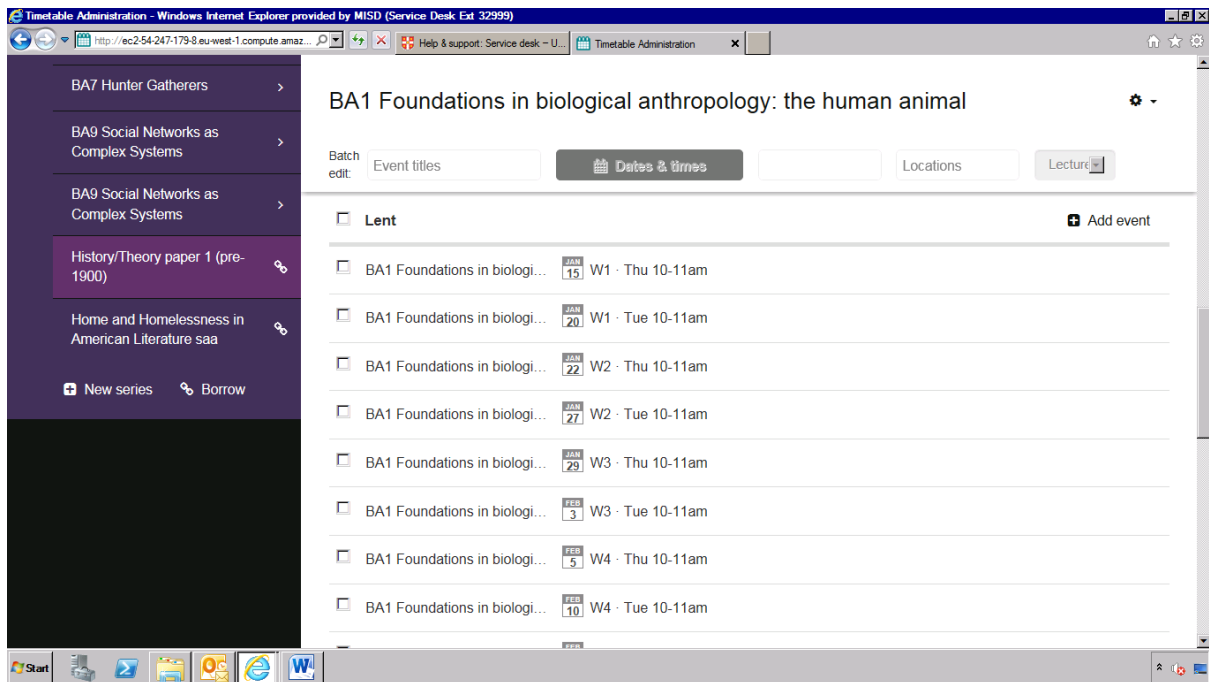 Timetable Administration - Windows Internet Explorer provided by MISD (Service Desk Ext 32999)
http://ec2-54-247-179-8.eu-west-1.compute.amaz...
Help & support: Service desk – U...
Timetable Administration
BA7 Hunter Gatherers
BA9 Social Networks as
Complex Systems
BA9 Social Networks as
Complex Systems
History/Theory paper 1 (pre-
1900)
Home and Homelessness in
American Literature saa
New series Borrow
BA1 Foundations in biological anthropology: the human animal
Batch
edit:
Event titles
Dates & times
Locations
Lecture
Lent
Add event
BA1 Foundations in biologi... JAN 15 W1 · Thu 10-11am
BA1 Foundations in biologi... JAN 20 W1 · Tue 10-11am
BA1 Foundations in biologi... JAN 22 W2 · Thu 10-11am
BA1 Foundations in biologi... JAN 27 W2 · Tue 10-11am
BA1 Foundations in biologi... JAN 29 W3 · Thu 10-11am
BA1 Foundations in biologi... FEB 3 W3 · Tue 10-11am
BA1 Foundations in biologi... FEB 5 W4 · Thu 10-11am
BA1 Foundations in biologi... FEB 10 W4 · Tue 10-11am
FEB
Start